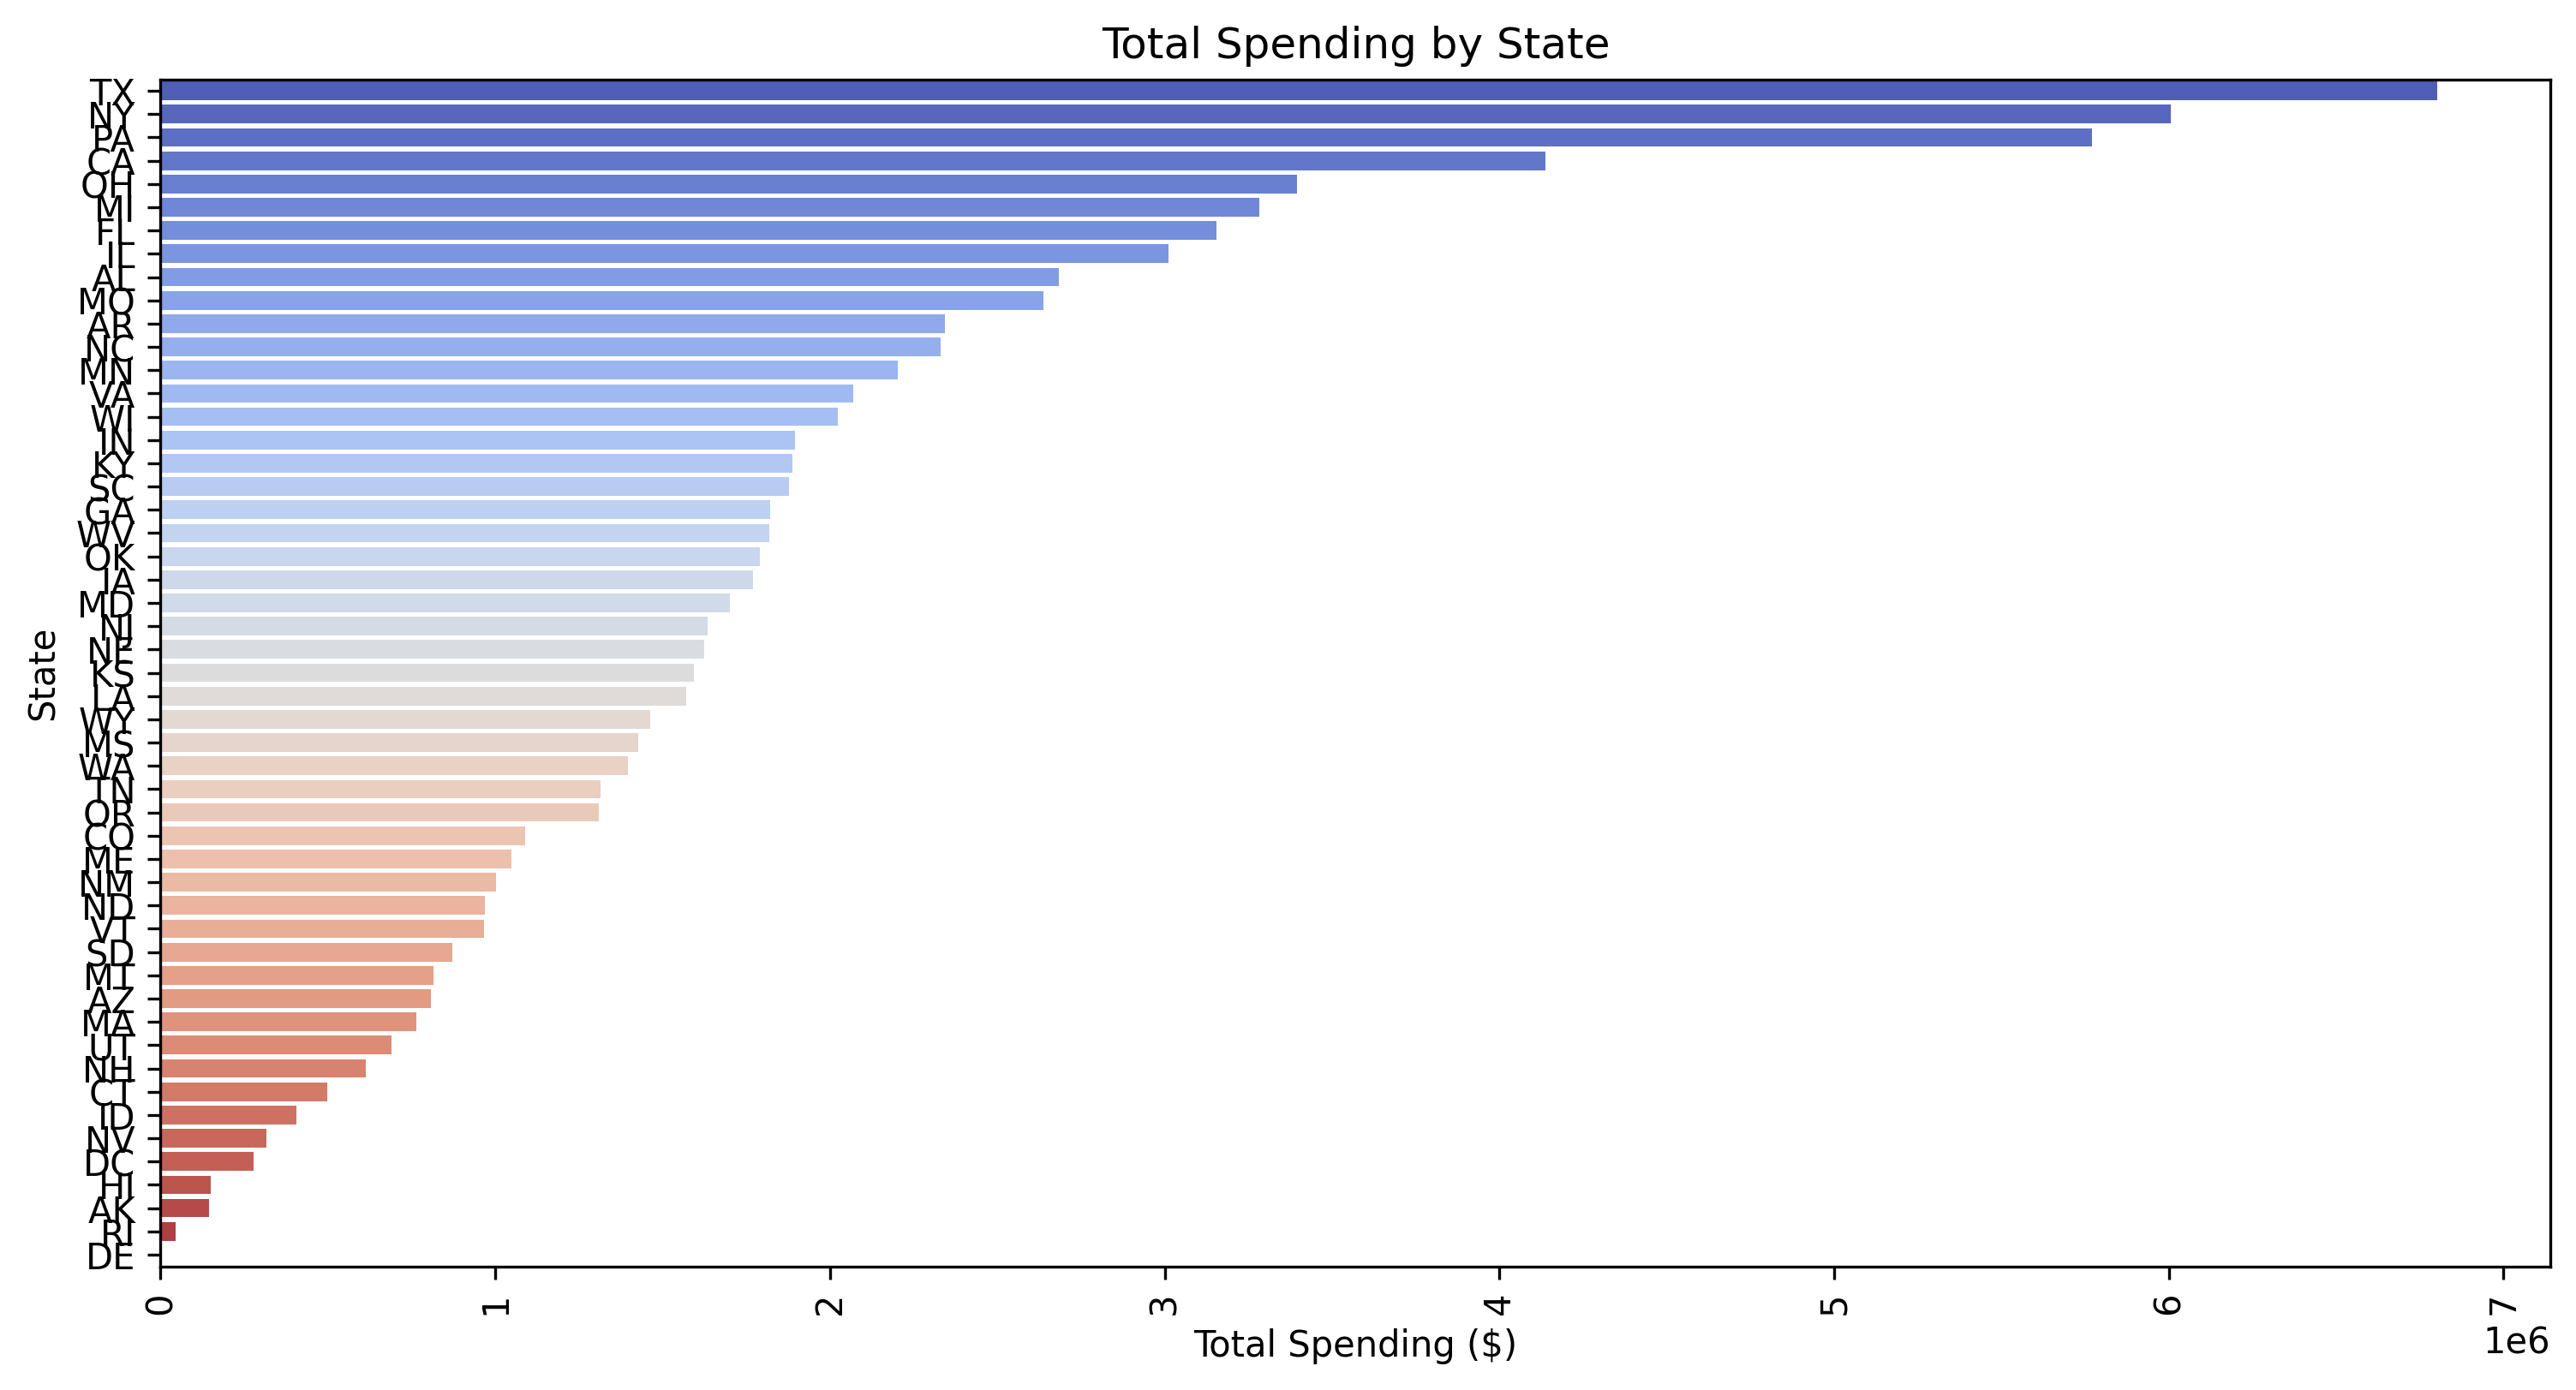 Total Spending by State
TX
NY
PA
CA
OH
MI
FL
IL
AL
MO
AR
NC
MN
VA
WI
IN
KY
SC
GA
WV
OK
IA
MD
NJ
NE
KS
LA
WY
MS
WA
TN
OR
CO
ME
NM
ND
VT
SD
MT
AZ
MA
UT
NH
CT
ID
NV
DC
HI
AK
RI
DE
State
0 1 2 3 4 5 6 7
1e6
Total Spending ($)